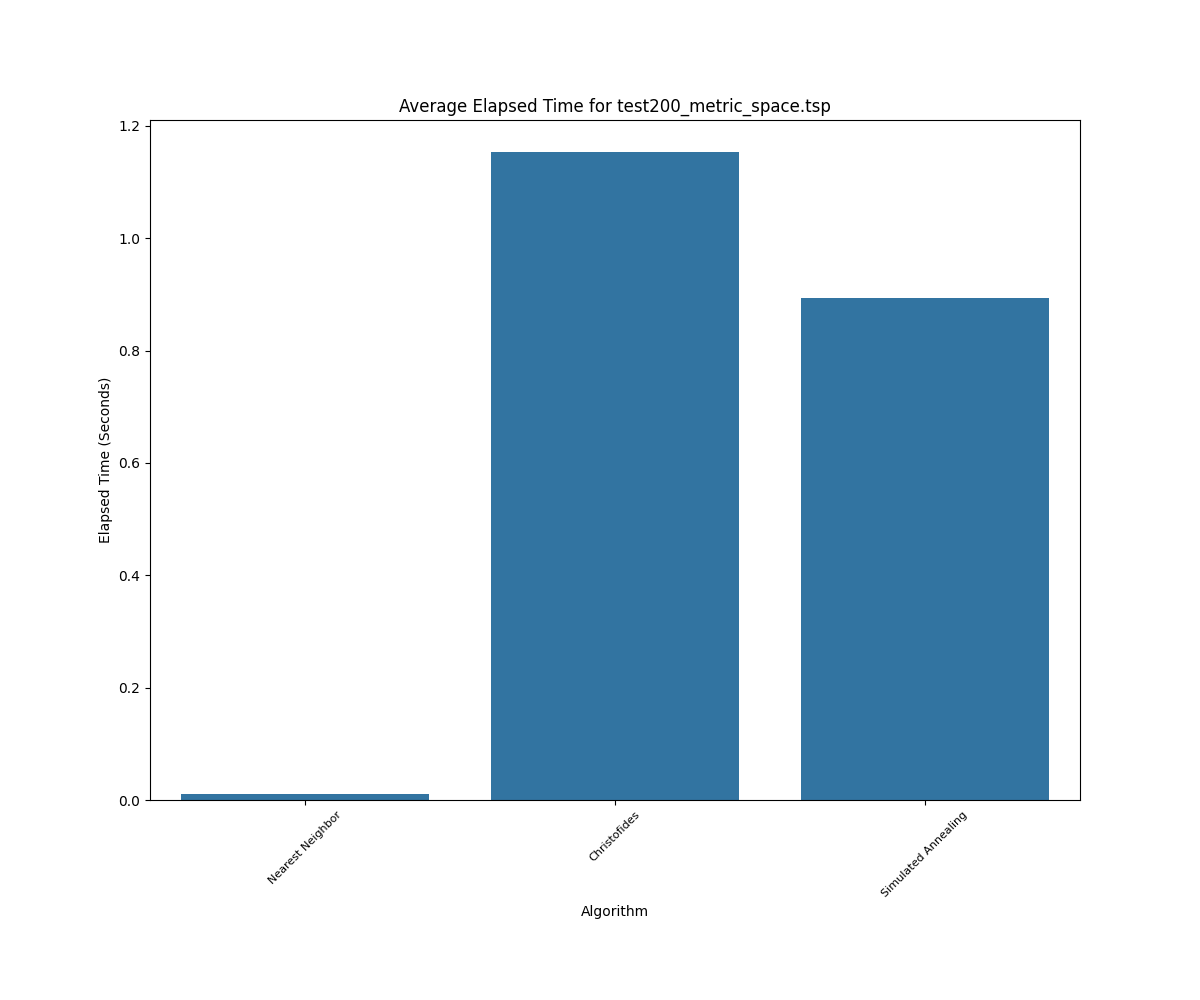 Average Elapsed Time for test200_metric_space.tsp
1.2
1.0
0.8
0.6
0.4
0.2
0.0
Elapsed Time (Seconds)
Nearest Neighbor
Christofides
Simulated Annealing
Algorithm